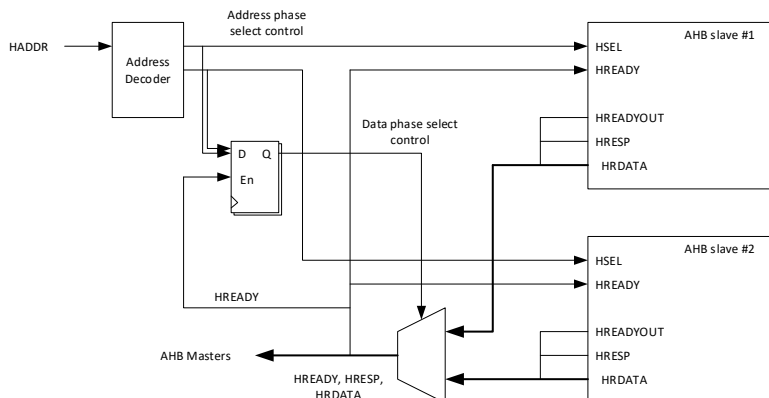 Address phase
select control
HADDR
Address
Decoder
AHB slave #1
HSEL
HREADY
HREADYOUT
HRESP
HRDATA
Data phase select
control
D Q
En
HREADY
AHB slave #2
HSEL
HREADY
HREADYOUT
HRESP
HRDATA
AHB Masters
HREADY, HRESP,
HRDATA